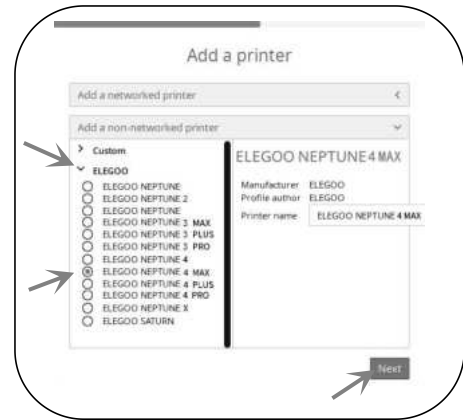 Add a printer
Add a networked printer
Add a non-networked printer
Custom
ELEGOO
ELEGOO NEPTUNE
ELEGOO NEPTUNE 2
ELEGOO NEPTUNE
ELEGOO NEPTUNE 3 MAX
ELEGOO NEPTUNE 3 PLUS
ELEGOO NEPTUNE 3 PRO
ELEGOO NEPTUNE 4
ELEGOO NEPTUNE 4 MAX
ELEGOO NEPTUNE 4 PLUS
ELEGOO NEPTUNE 4 PRO
ELEGOO NEPTUNE X
ELEGOO SATURN
ELEGOO NEPTUNE 4 MAX
Manufacturer ELEGOO
Profile author ELEGOO
Printer name ELEGOO NEPTUNE 4 MAX
Next